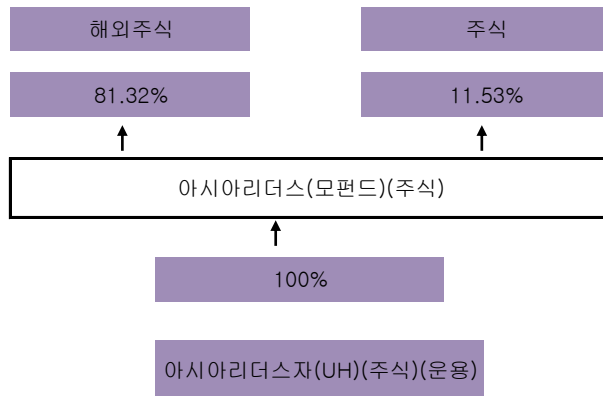 해외주식
주식
81.32%
11.53%
아시아리더스(모펀드)(주식)
100%
아시아리더스자(UH)(주식)(운용)